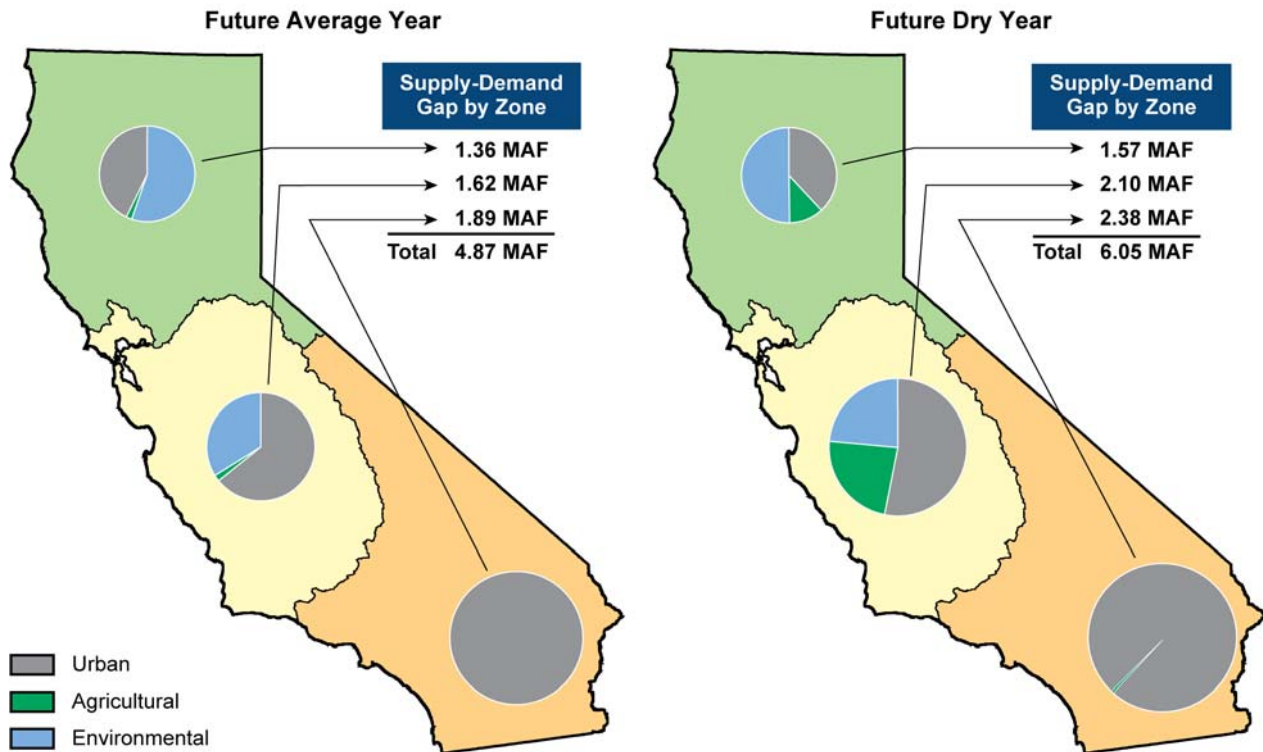 Future Average Year
Supply-Demand
Gap by Zone
1.36 MAF
1.62 MAF
1.89 MAF
Total 4.87 MAF
Future Dry Year
Supply-Demand
Gap by Zone
1.57 MAF
2.10 MAF
2.38 MAF
Total 6.05 MAF
Urban
Agricultural
Environmental